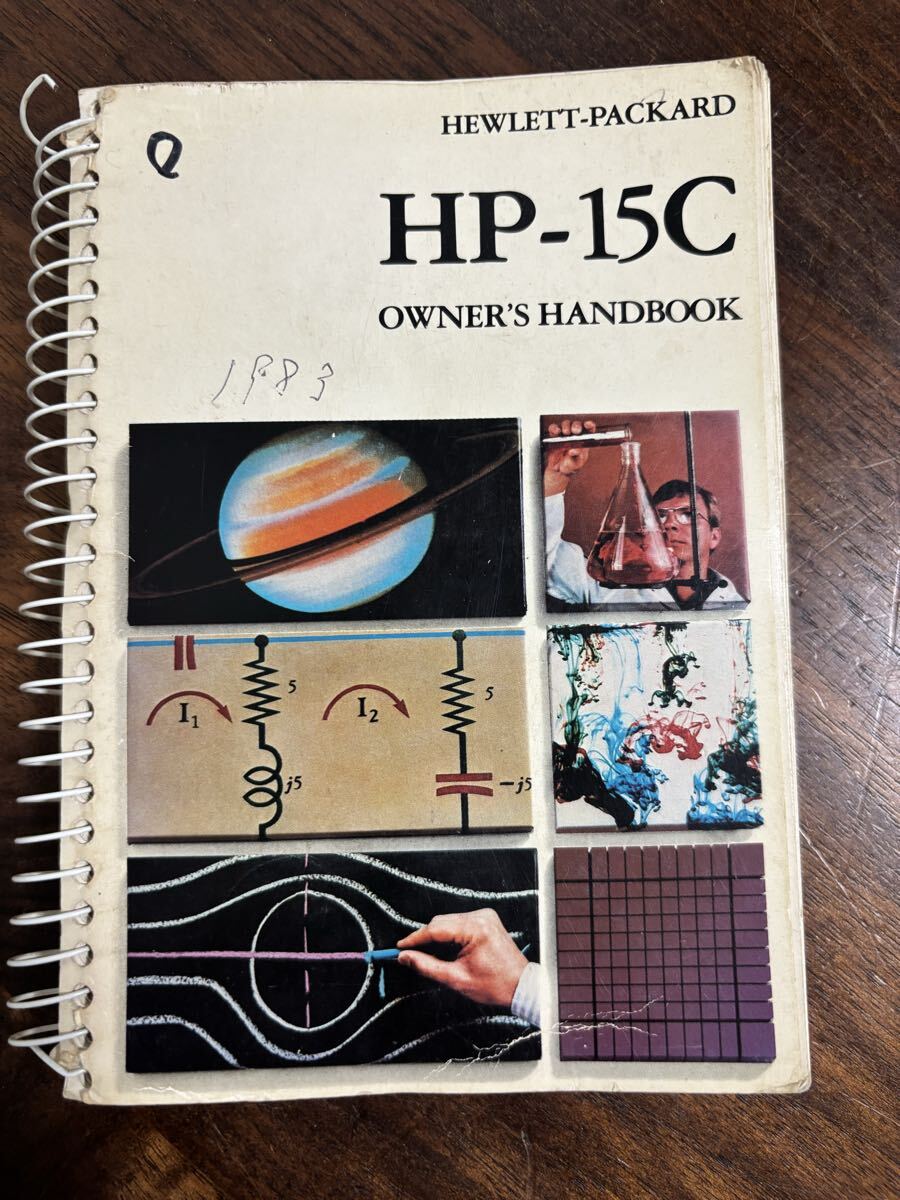 HEWLETT-PACKARD
HP-15C
OWNER'S HANDBOOK
1983
5
5
I₁
I₂
j5
–j5